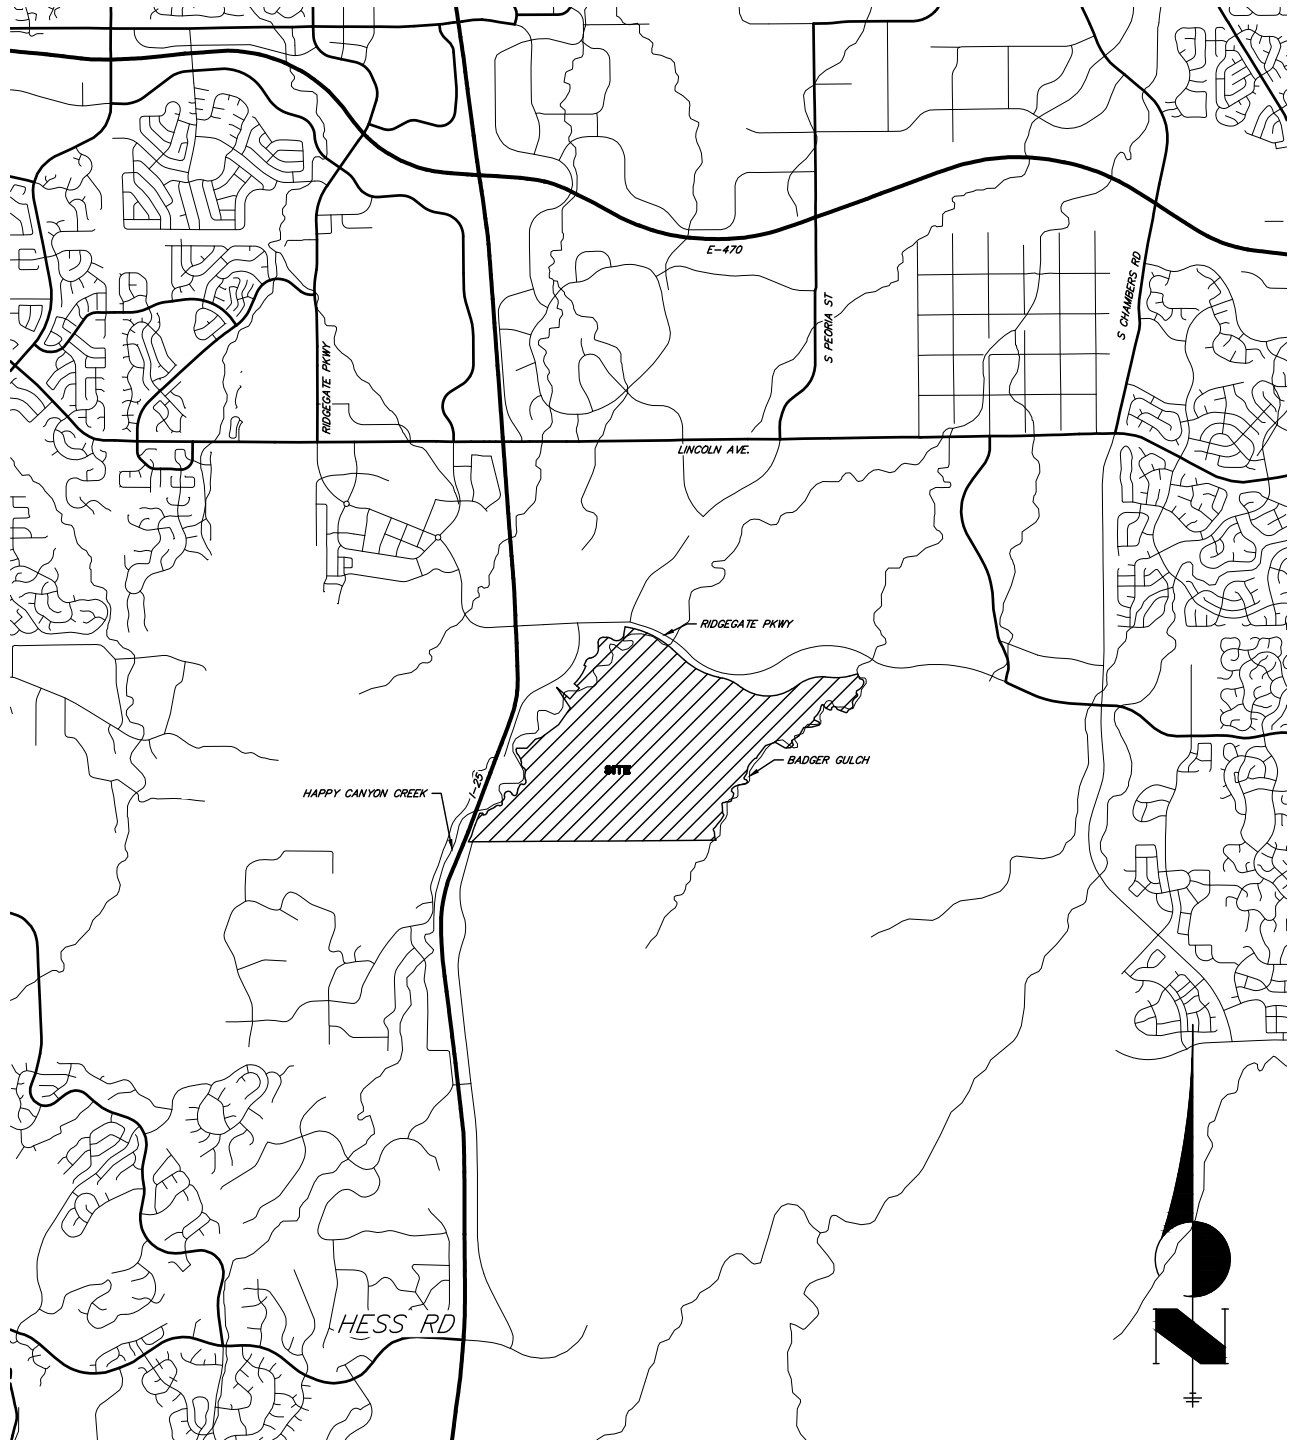 E-470
S CHAMBERS RD
S PEORIA ST
RIDGEGATE PKWY
LINCOLN AVE.
RIDGEGATE PKWY
BADGER GULCH
SITE
I-25
HAPPY CANYON CREEK
HESS RD
N